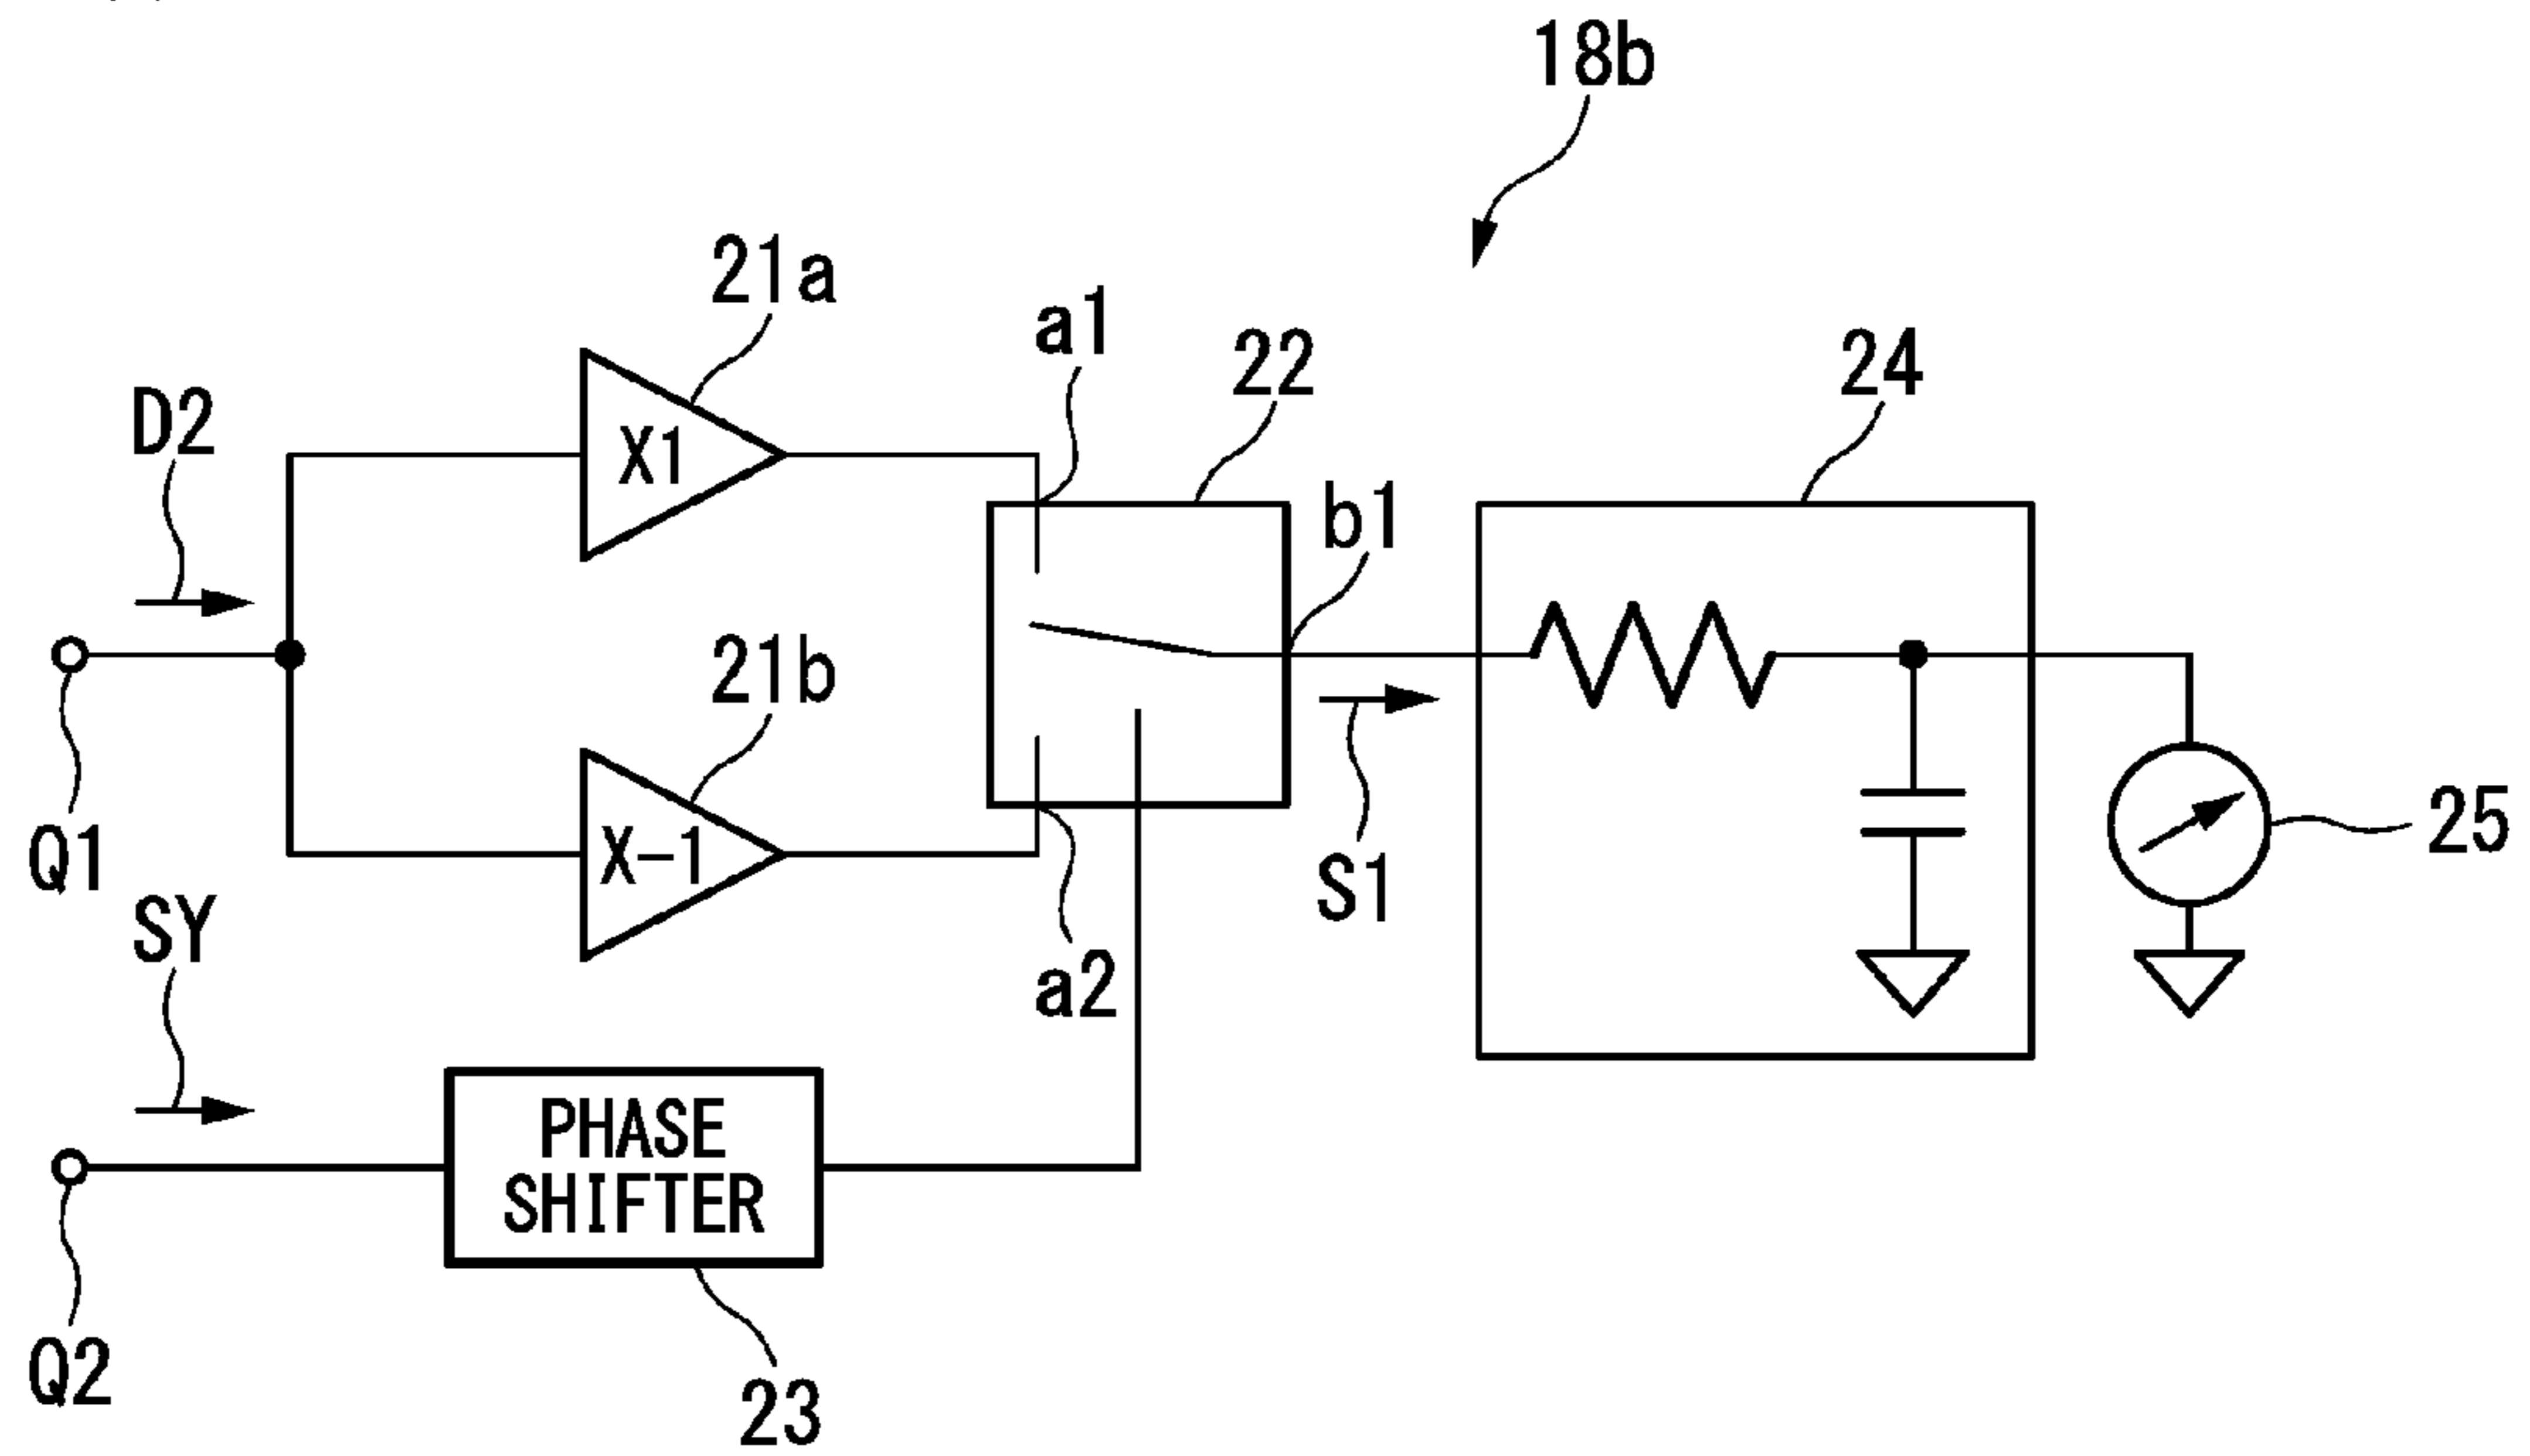 18b
21a
a1
22
24
D2
X1
b1
21b
25
Q1
X-1
S1
SY
a2
PHASE
SHIFTER
Q2
23